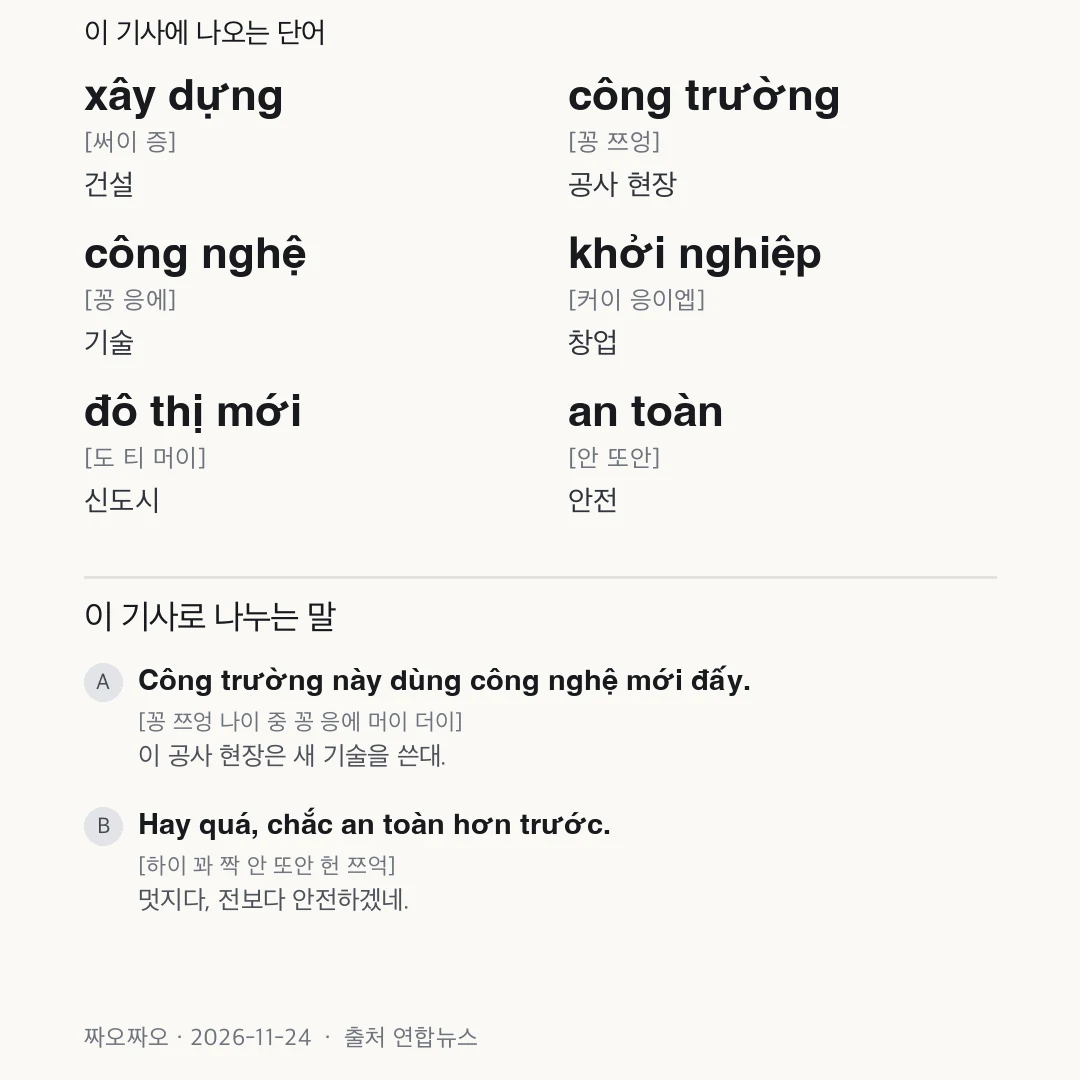 이 기사에 나오는 단어
xây dựng
[써이 증]
건설
công trường
[꽁 쯔엉]
공사 현장
công nghệ
[꽁 응에]
기술
khởi nghiệp
[커이 응이엡]
창업
đô thị mới
[도 티 머이]
신도시
an toàn
[안 또안]
안전
이 기사로 나누는 말
A
Công trường này dùng công nghệ mới đấy.
[꽁 쯔엉 나이 중 꽁 응에 머이 더이]
이 공사 현장은 새 기술을 쓴대.
B
Hay quá, chắc an toàn hơn trước.
[하이 꽈 짝 안 또안 헌 쯔억]
멋지다, 전보다 안전하겠네.
짜오짜오 · 2026-11-24 · 출처 연합뉴스